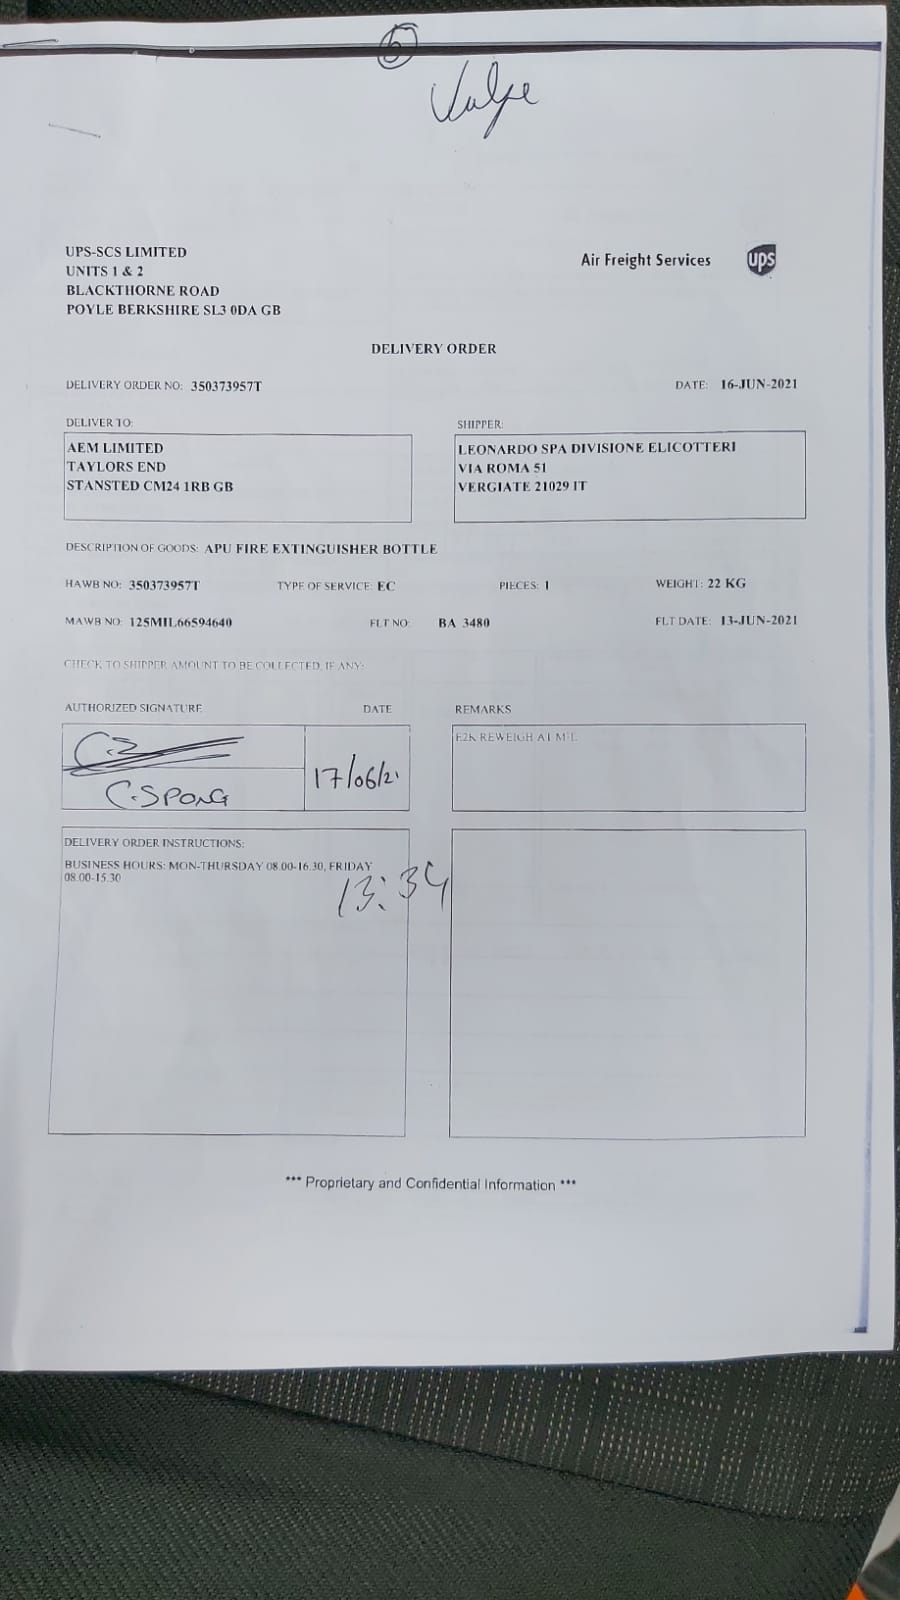 5
UPS-SCS LIMITED
UNITS 1 & 2
BLACKTHORNE ROAD
POYLE BERKSHIRE SL3 0DA GB
Air Freight Services ups
DELIVERY ORDER
DELIVERY ORDER NO: 350373957T DATE: 16-JUN-2021
DELIVER TO:
AEM LIMITED
TAYLORS END
STANSTED CM24 1RB GB
SHIPPER:
LEONARDO SPA DIVISIONE ELICOTTERI
VIA ROMA 51
VERGIATE 21029 IT
DESCRIPTION OF GOODS: APU FIRE EXTINGUISHER BOTTLE
HAWB NO: 350373957T TYPE OF SERVICE: EC PIECES: 1 WEIGHT: 22 KG
MAWB NO: 125MIL66594640 FLT NO: BA 3480 FLT DATE: 13-JUN-2021
CHECK TO SHIPPER AMOUNT TO BE COLLECTED, IF ANY:
AUTHORIZED SIGNATURE DATE
C.SPONG
17/06/21
REMARKS
E2K REWEIGH AT MIL
DELIVERY ORDER INSTRUCTIONS:
BUSINESS HOURS: MON-THURSDAY 08.00-16.30, FRIDAY
08.00-15.30
13:34
*** Proprietary and Confidential Information ***